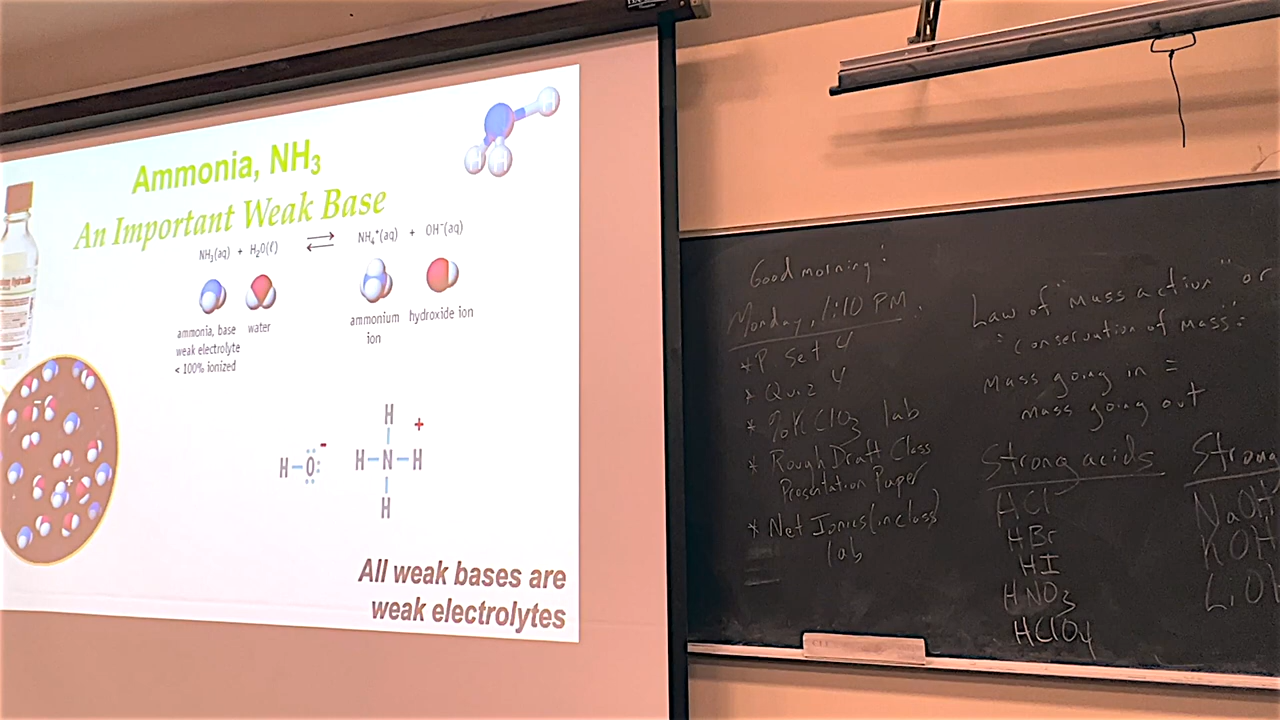 Ammonia, NH₃
An Important Weak Base
NH₃(aq) + H₂O(ℓ) ⇌ NH₄⁺(aq) + OH⁻(aq)
ammonia, base
weak electrolyte
< 100% ionized
water
ammonium
ion
hydroxide ion
H
+
H–O:⁻ H–N–H
H
All weak bases are
weak electrolytes
Good morning!
Monday, 1:10 PM
* P. Set 4
* Quiz 4
* %KClO₃ lab
* Rough Draft Class
Presentation Paper
* Net Ionics (in class)
lab
Law of "Mass action" or
"conservation of Mass":
Mass going in =
mass going out
Strong acids
HCl
HBr
HI
HNO₃
HClO₄
Strong
NaOH
KOH
LiOH